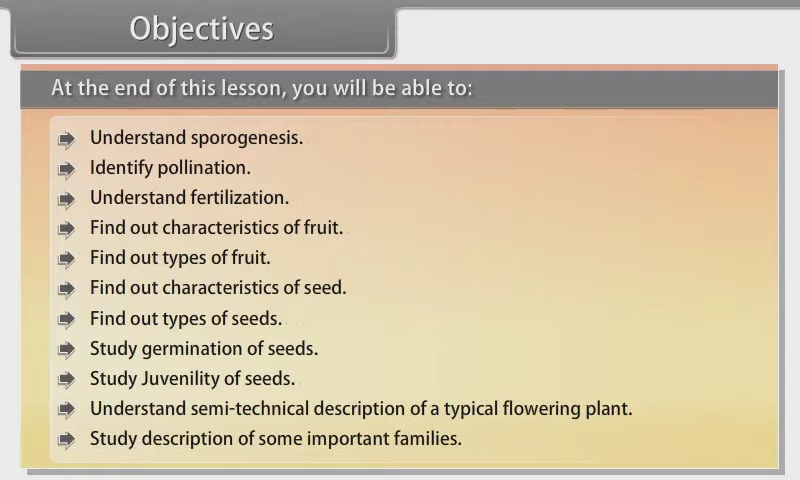 Objectives
At the end of this lesson, you will be able to:
Understand sporogenesis.
Identify pollination.
Understand fertilization.
Find out characteristics of fruit.
Find out types of fruit.
Find out characteristics of seed.
Find out types of seeds.
Study germination of seeds.
Study Juvenility of seeds.
Understand semi-technical description of a typical flowering plant.
Study description of some important families.